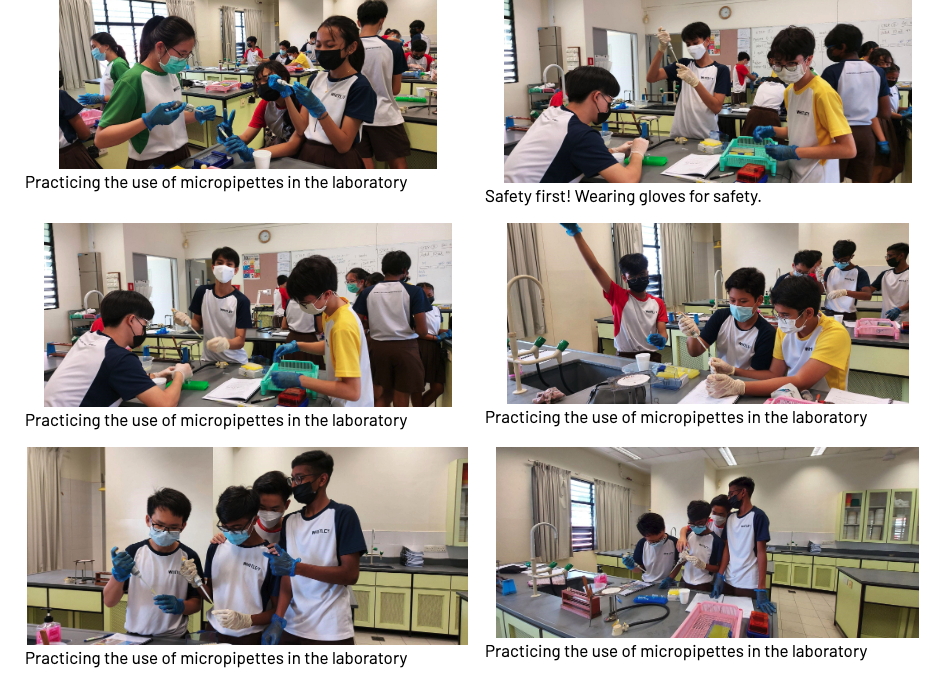 Practicing the use of micropipettes in the laboratory
Safety first! Wearing gloves for safety.
Practicing the use of micropipettes in the laboratory
Practicing the use of micropipettes in the laboratory
Practicing the use of micropipettes in the laboratory
Practicing the use of micropipettes in the laboratory